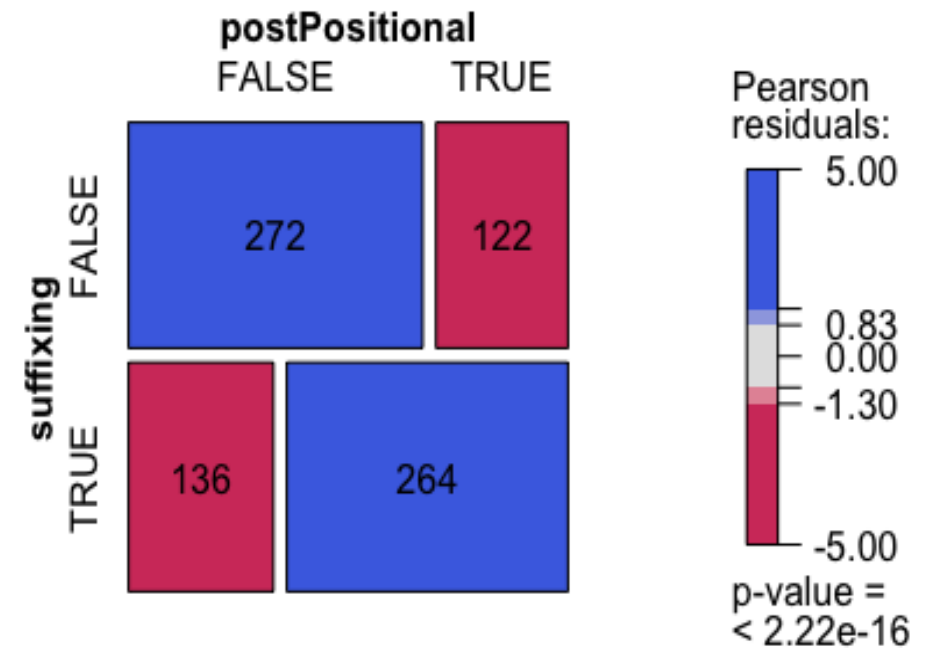 postPositional
FALSE TRUE
suffixing
FALSE
TRUE
272
122
136
264
Pearson
residuals:
5.00
0.83
0.00
-1.30
-5.00
p-value =
< 2.22e-16